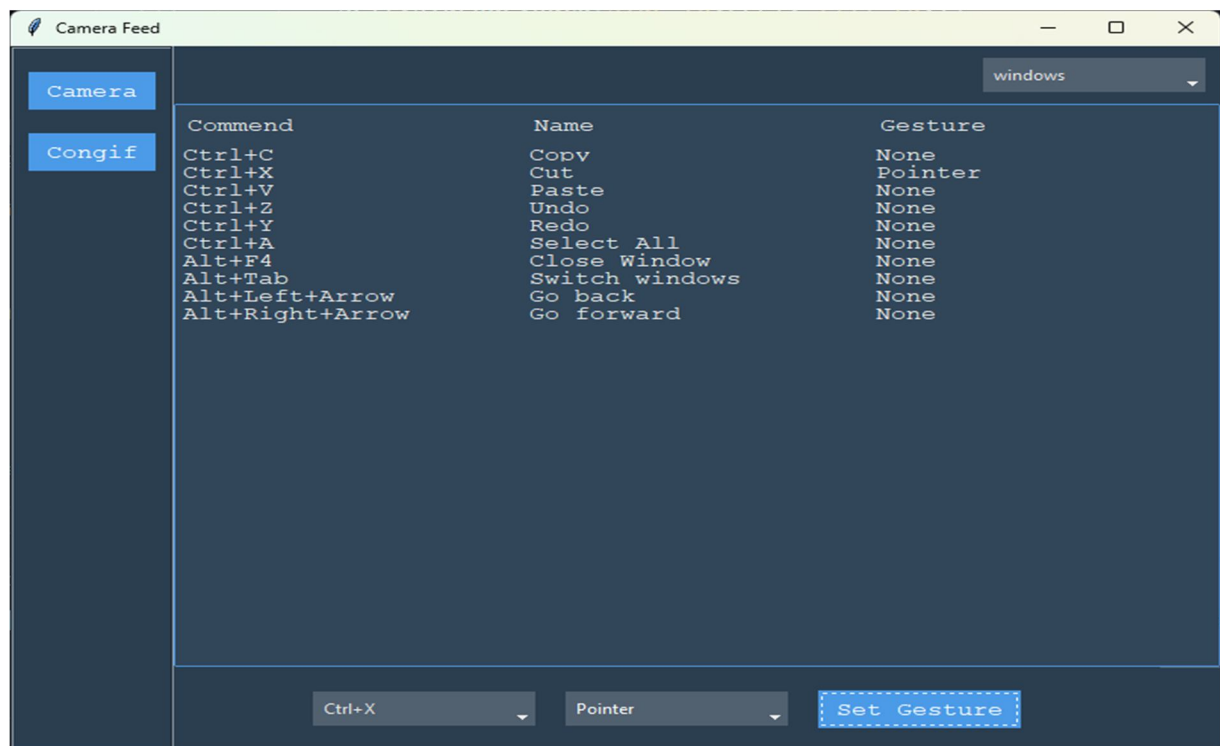 Camera Feed
Camera
Congif
windows
Commend Name Gesture
Ctrl+C Copy None
Ctrl+X Cut Pointer
Ctrl+V Paste None
Ctrl+Z Undo None
Ctrl+Y Redo None
Ctrl+A Select All None
Alt+F4 Close Window None
Alt+Tab Switch windows None
Alt+Left+Arrow Go back None
Alt+Right+Arrow Go forward None
Ctrl+X Pointer Set Gesture